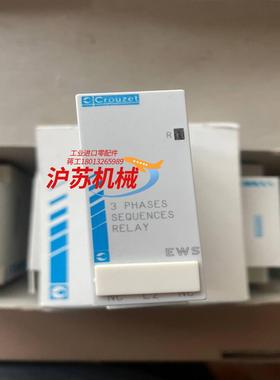 Crouzet
R
工业进口零配件
蒋工18013265989
沪苏机械
3 PHASES
SEQUENCES
RELAY
EWS